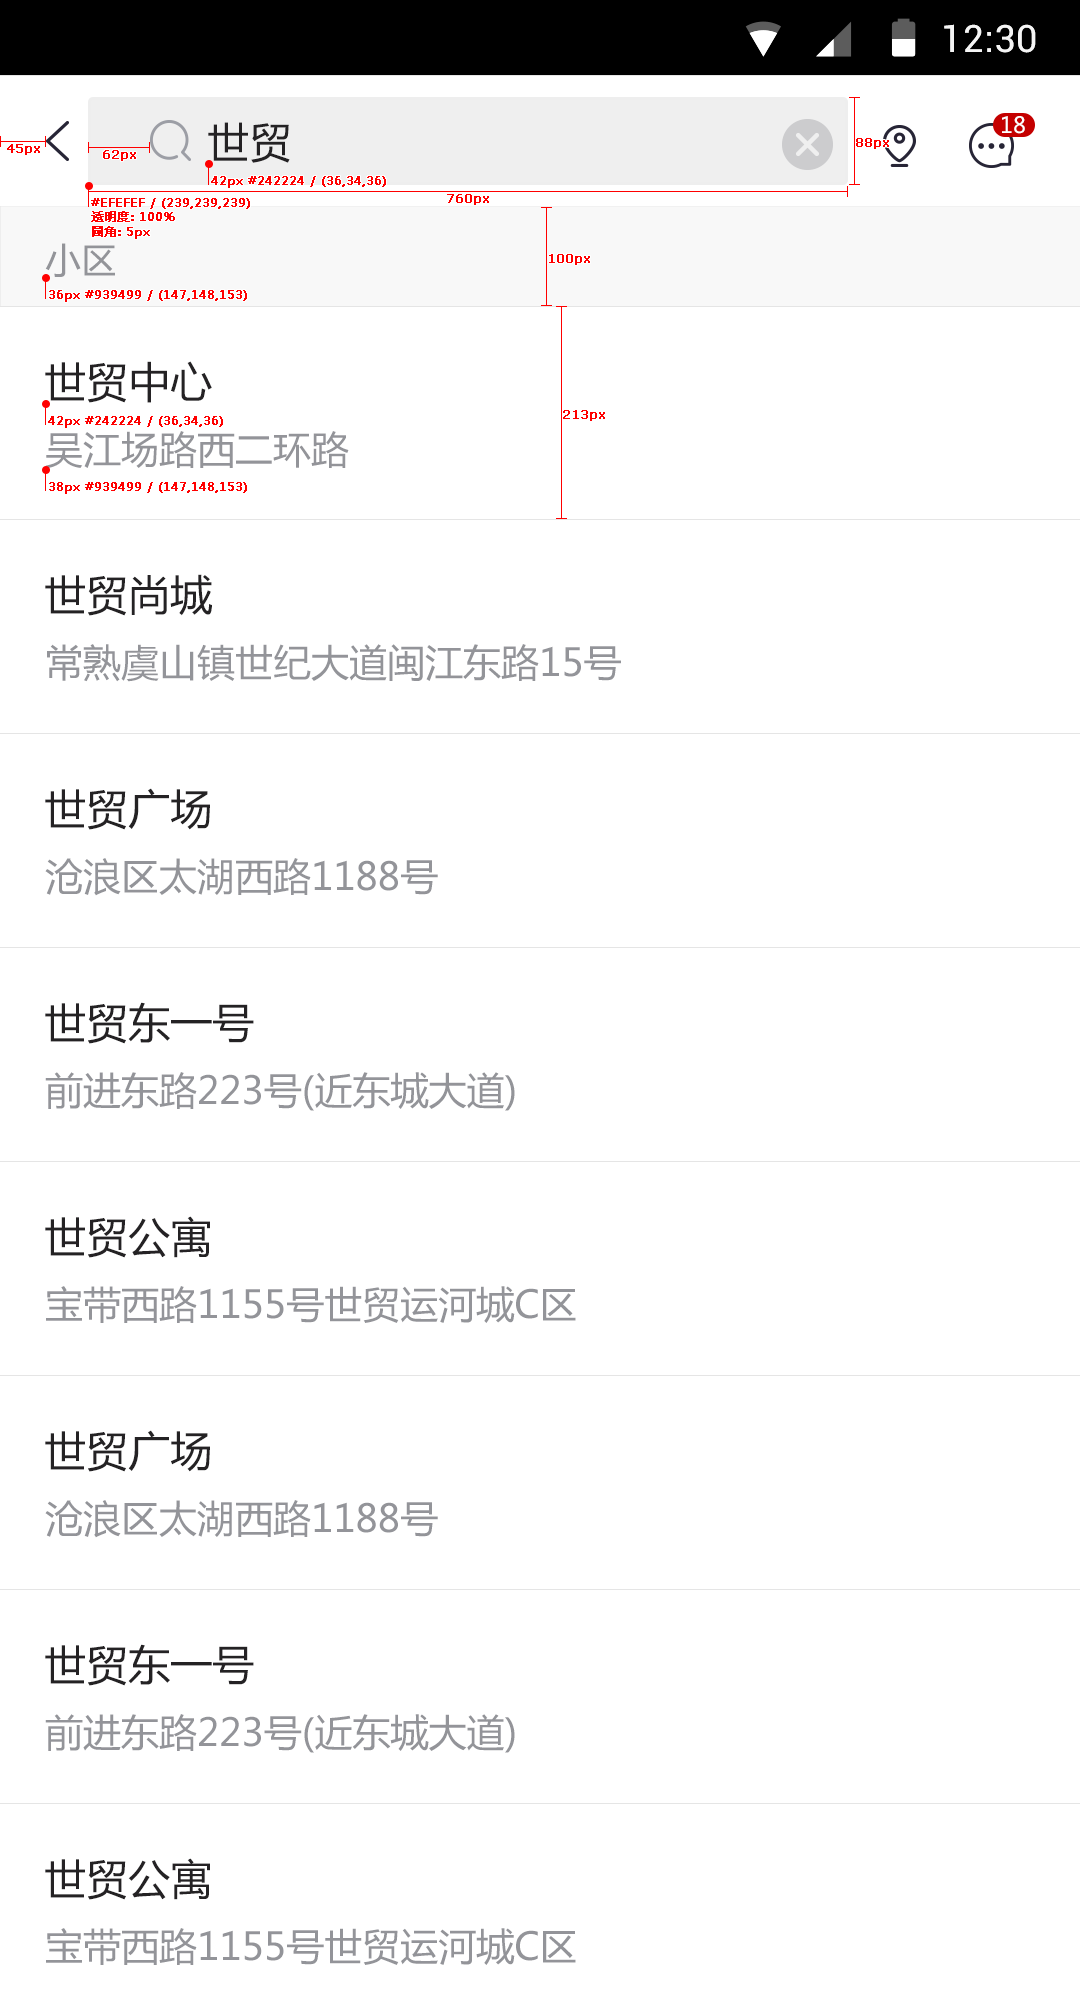 12:30
45px
62px
世贸
88px
18
42px #242224 / (36,34,36)
760px
#EFEFEF / (239,239,239)
透明度: 100%
圆角: 5px
小区
100px
36px #939499 / (147,148,153)
世贸中心
42px #242224 / (36,34,36)
213px
吴江场路西二环路
38px #939499 / (147,148,153)
世贸尚城
常熟虞山镇世纪大道闽江东路15号
世贸广场
沧浪区太湖西路1188号
世贸东一号
前进东路223号(近东城大道)
世贸公寓
宝带西路1155号世贸运河城C区
世贸广场
沧浪区太湖西路1188号
世贸东一号
前进东路223号(近东城大道)
世贸公寓
宝带西路1155号世贸运河城C区